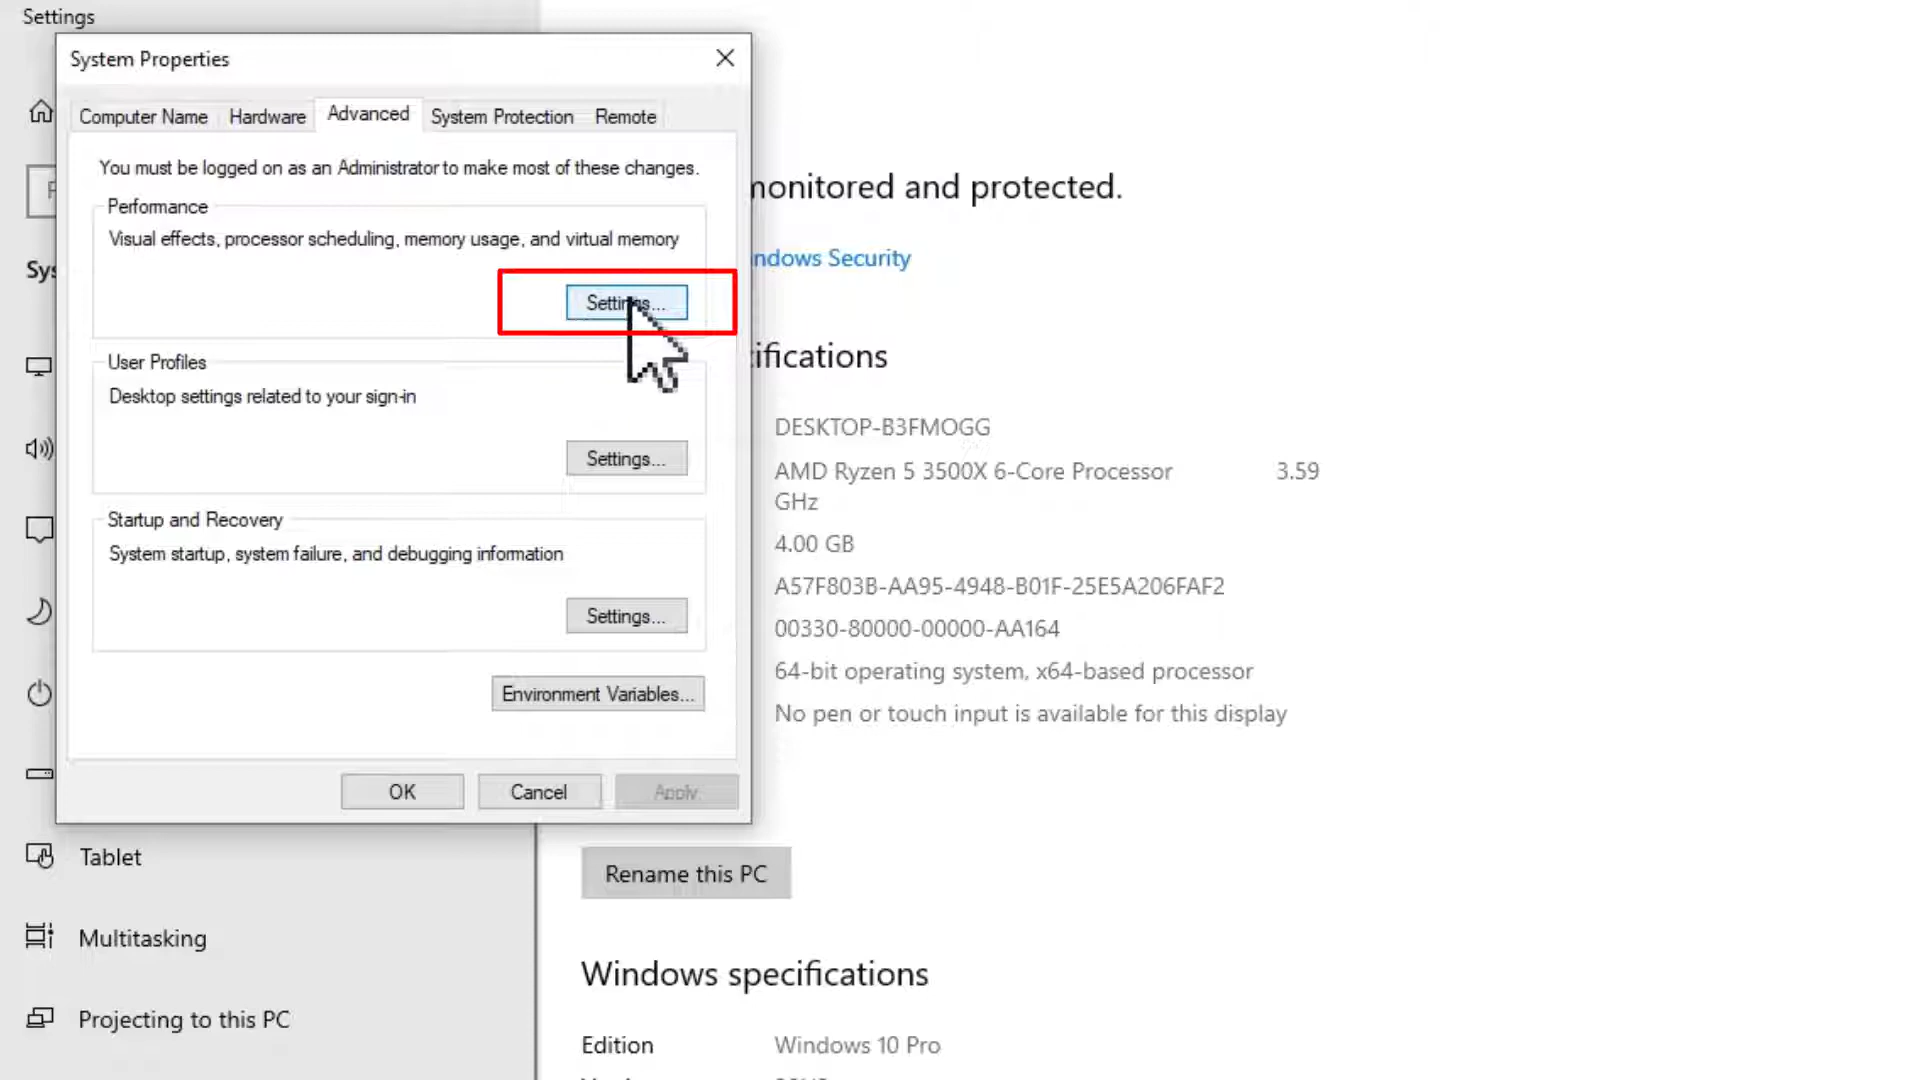 Settings
System Properties
Computer Name Hardware Advanced System Protection Remote
You must be logged on as an Administrator to make most of these changes.
Performance
Visual effects, processor scheduling, memory usage, and virtual memory
Settings...
User Profiles
Desktop settings related to your sign-in
Settings...
Startup and Recovery
System startup, system failure, and debugging information
Settings...
Environment Variables...
OK Cancel Apply
Sys
Tablet
Multitasking
Projecting to this PC
monitored and protected.
ndows Security
ifications
DESKTOP-B3FMOGG
AMD Ryzen 5 3500X 6-Core Processor 3.59
GHz
4.00 GB
A57F803B-AA95-4948-B01F-25E5A206FAF2
00330-80000-00000-AA164
64-bit operating system, x64-based processor
No pen or touch input is available for this display
Rename this PC
Windows specifications
Edition Windows 10 Pro